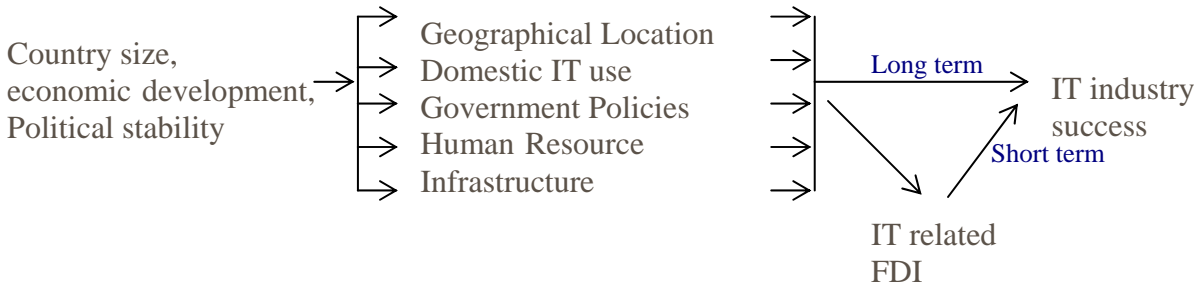 Country size,
economic development,
Political stability
Geographical Location
Domestic IT use
Government Policies
Human Resource
Infrastructure
Long term
IT industry
success
Short term
IT related
FDI